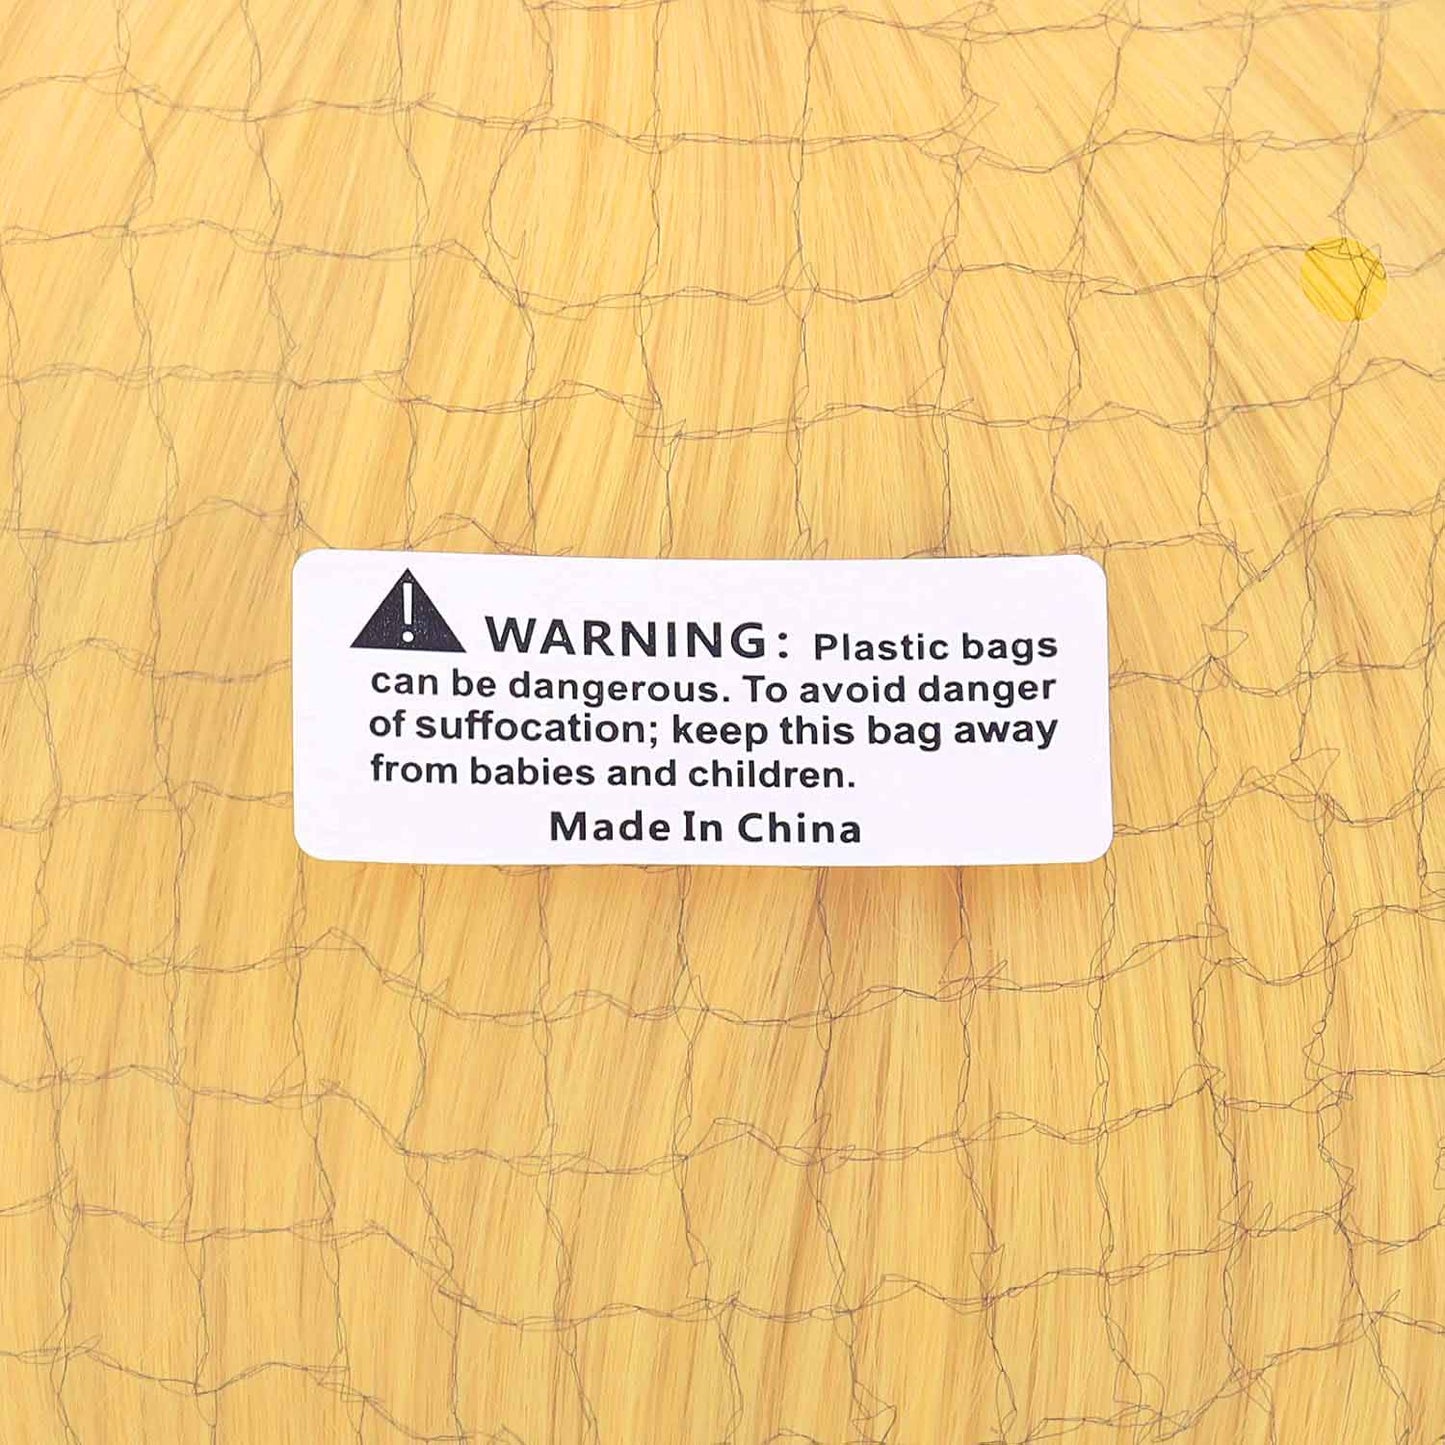 WARNING: Plastic bags
can be dangerous. To avoid danger
of suffocation; keep this bag away
from babies and children.
Made In China